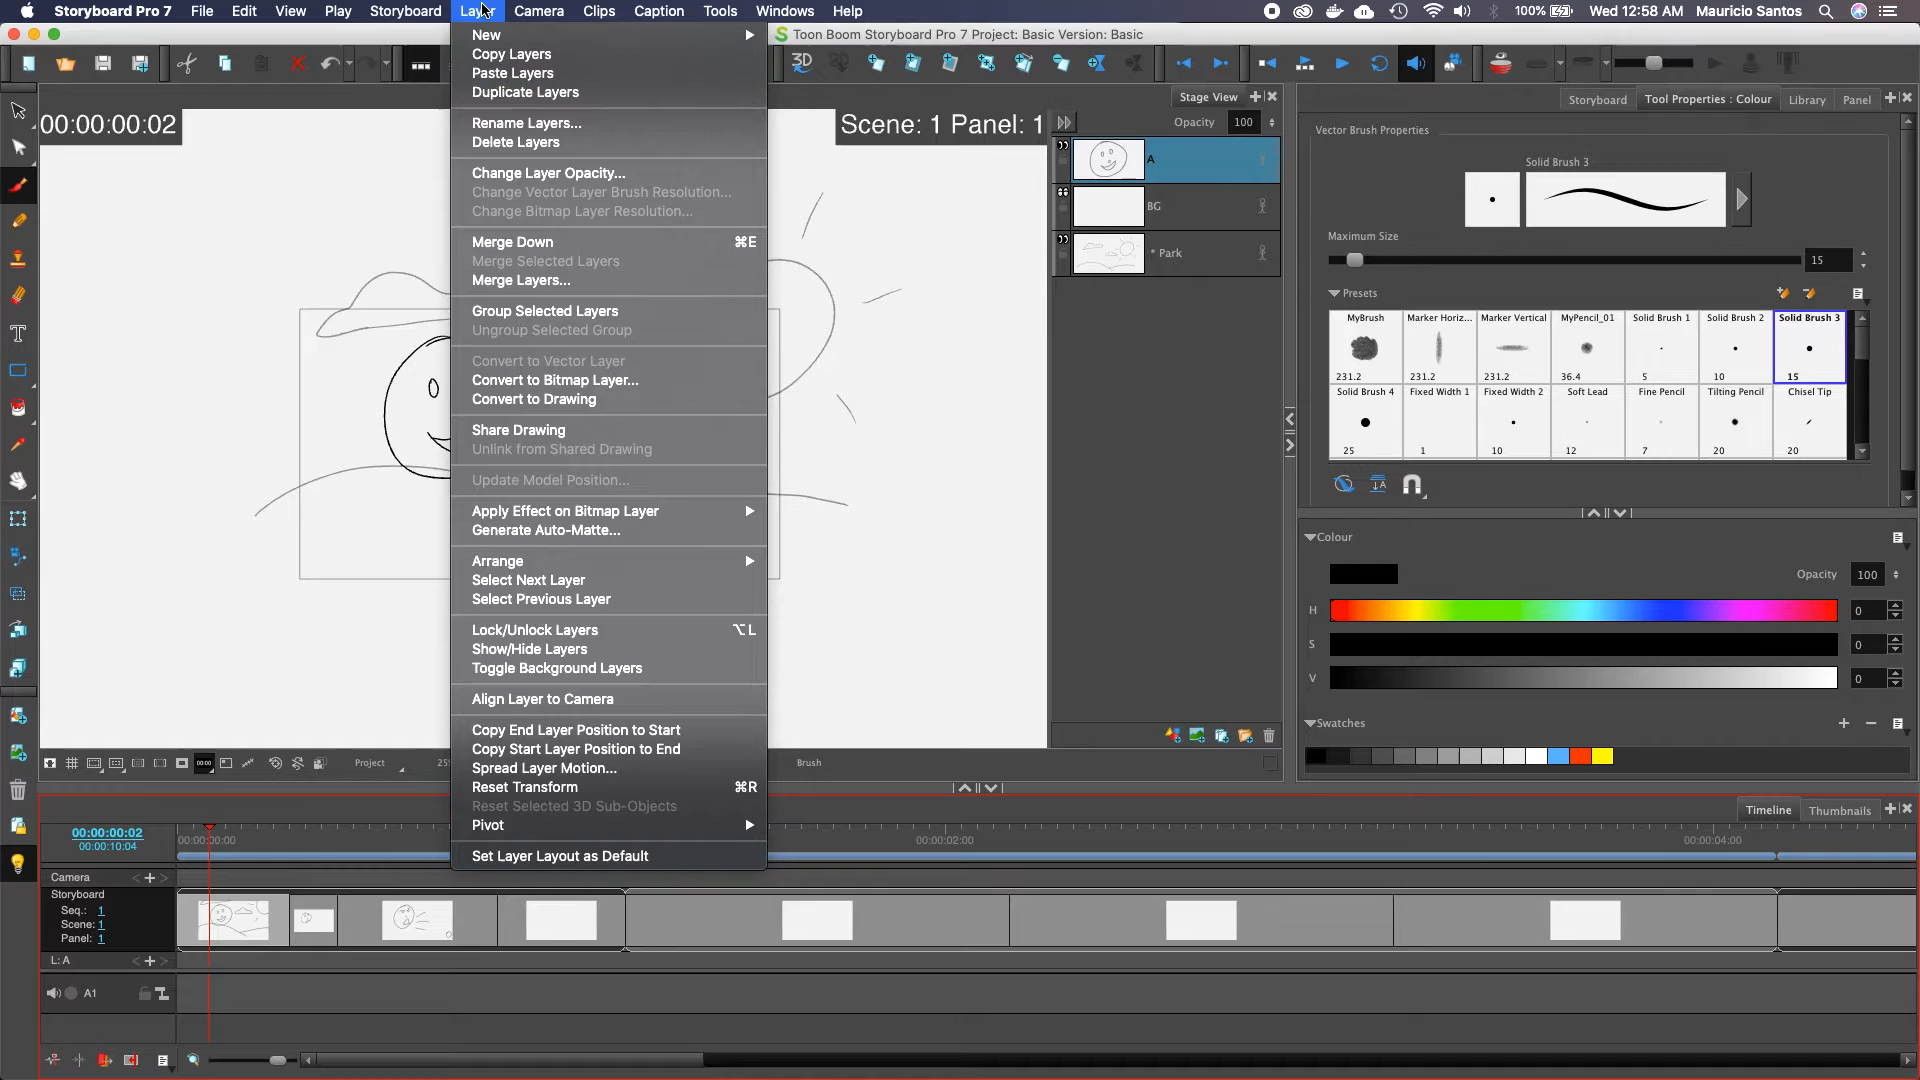 Storyboard Pro 7 File Edit View Play Storyboard Layer Camera Clips Caption Tools Windows Help 100% Wed 12:58 AM Mauricio Santos
Toon Boom Storyboard Pro 7 Project: Basic Version: Basic
3D
00:00:00:02
Scene: 1 Panel: 1
New
Copy Layers
Paste Layers
Duplicate Layers
Rename Layers...
Delete Layers
Change Layer Opacity...
Change Vector Layer Brush Resolution...
Change Bitmap Layer Resolution...
Merge Down ⌘E
Merge Selected Layers
Merge Layers...
Group Selected Layers
Ungroup Selected Group
Convert to Vector Layer
Convert to Bitmap Layer...
Convert to Drawing
Share Drawing
Unlink from Shared Drawing
Update Model Position...
Apply Effect on Bitmap Layer
Generate Auto-Matte...
Arrange
Select Next Layer
Select Previous Layer
Lock/Unlock Layers ⌥L
Show/Hide Layers
Toggle Background Layers
Align Layer to Camera
Copy End Layer Position to Start
Copy Start Layer Position to End
Spread Layer Motion...
Reset Transform ⌘R
Reset Selected 3D Sub-Objects
Pivot
Set Layer Layout as Default
Stage View
Opacity 100
A
BG
* Park
Storyboard Tool Properties : Colour Library Panel
Vector Brush Properties
Solid Brush 3
Maximum Size
15
Presets
MyBrush Marker Horiz... Marker Vertical MyPencil_01 Solid Brush 1 Solid Brush 2 Solid Brush 3
231.2 231.2 231.2 36.4 5 10 15
Solid Brush 4 Fixed Width 1 Fixed Width 2 Soft Lead Fine Pencil Tilting Pencil Chisel Tip
25 1 10 12 7 20 20
Colour
Opacity 100
H 0
S 0
V 0
Swatches
00:00
Project
Brush
Timeline Thumbnails
00:00:00:02
00:00:10:04
00:00:00:00 00:00:02:00 00:00:04:00
Camera
Storyboard
Seq.: 1
Scene: 1
Panel: 1
L: A
A1